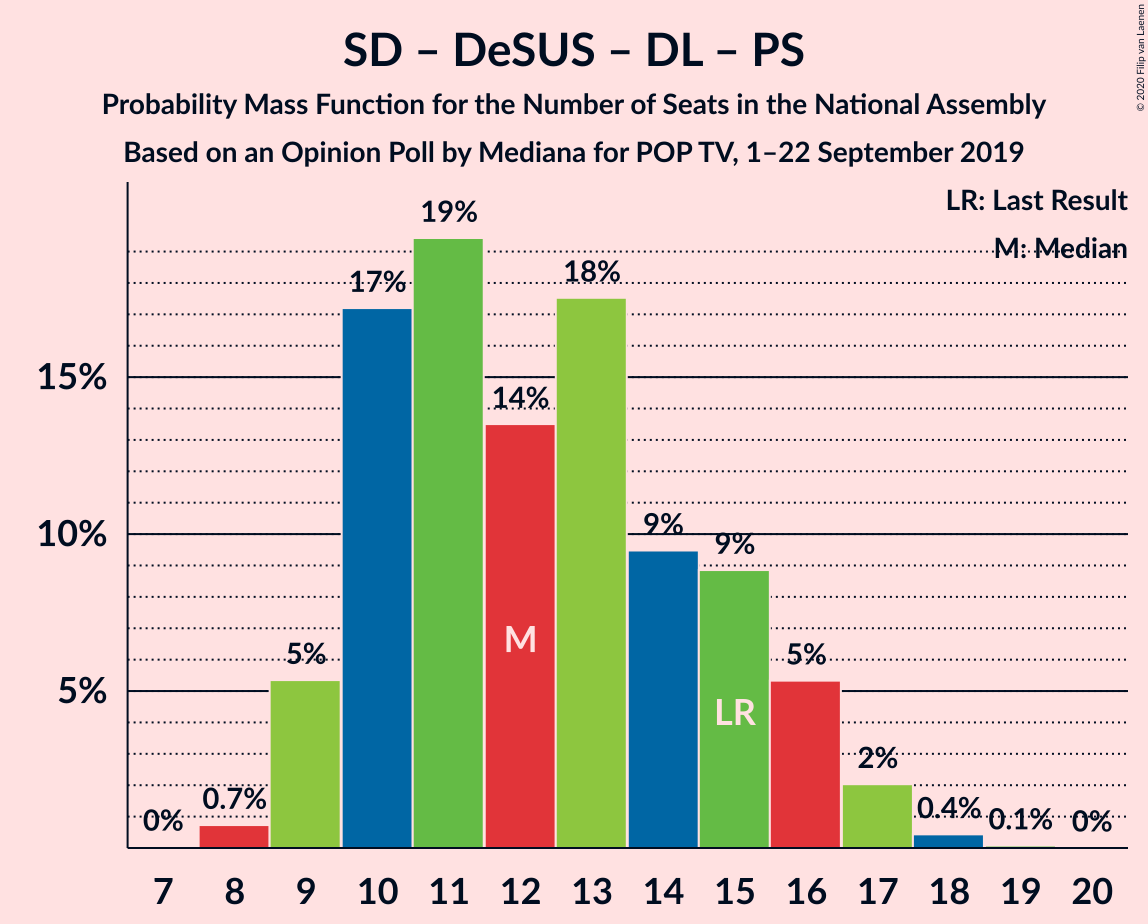 SD – DeSUS – DL – PS
Probability Mass Function for the Number of Seats in the National Assembly
Based on an Opinion Poll by Mediana for POP TV, 1–22 September 2019
© 2020 Filip van Laenen
LR: Last Result
M: Median
19%
18%
17%
15%
14%
10%
9%
9%
M
5%
5%
5%
LR
2%
0.7%
0.4%
0%
0.1%
0%
7 8 9 10 11 12 13 14 15 16 17 18 19 20